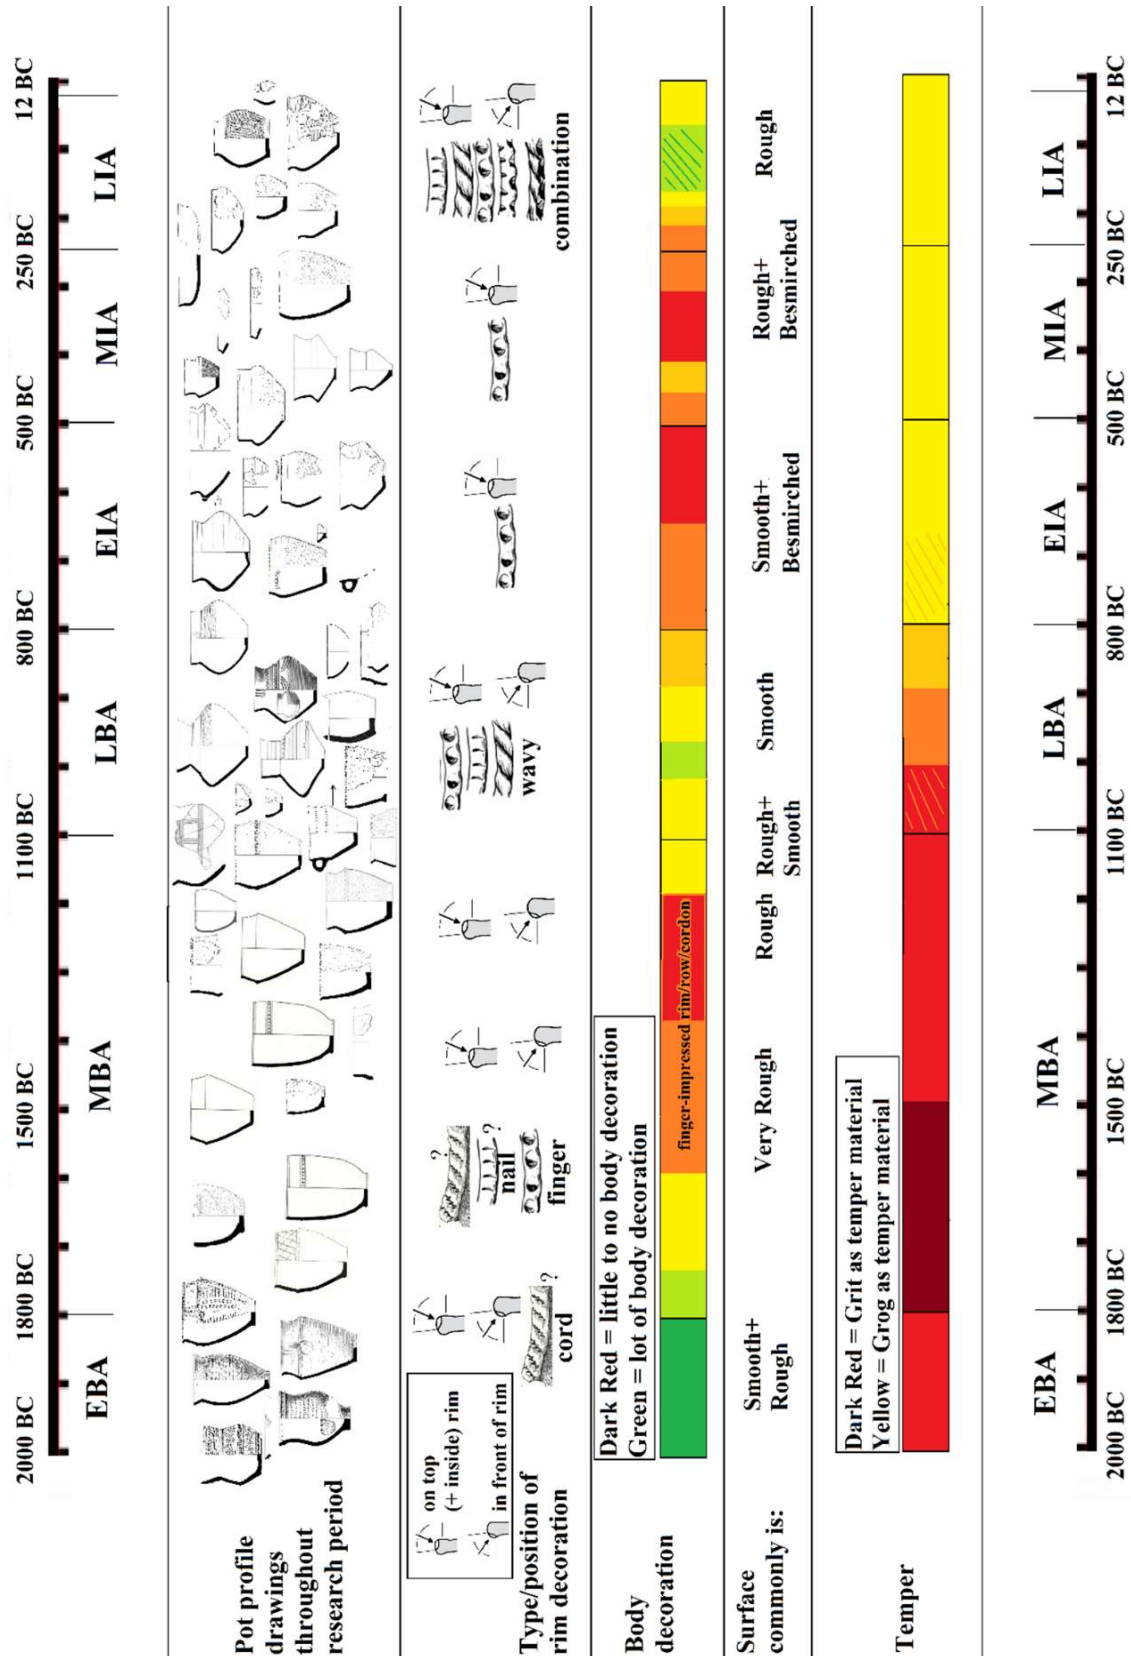 2000 BC
1800 BC
1500 BC
1100 BC
800 BC
500 BC
250 BC
12 BC
EBA
MBA
LBA
EIA
MIA
LIA
Pot profile
drawings
throughout
research period
on top
(+ inside) rim
in front of rim
Type/position of
rim decoration
?
cord
?
?
nail
finger
wavy
combination
Body
decoration
Dark Red = little to no body decoration
Green = lot of body decoration
finger-impressed rim/row/cordon
Surface
commonly is:
Smooth+
Rough
Very Rough
Rough
Rough+
Smooth
Smooth
Smooth+
Besmirched
Rough+
Besmirched
Rough
Temper
Dark Red = Grit as temper material
Yellow = Grog as temper material
EBA
MBA
LBA
EIA
MIA
LIA
2000 BC
1800 BC
1500 BC
1100 BC
800 BC
500 BC
250 BC
12 BC